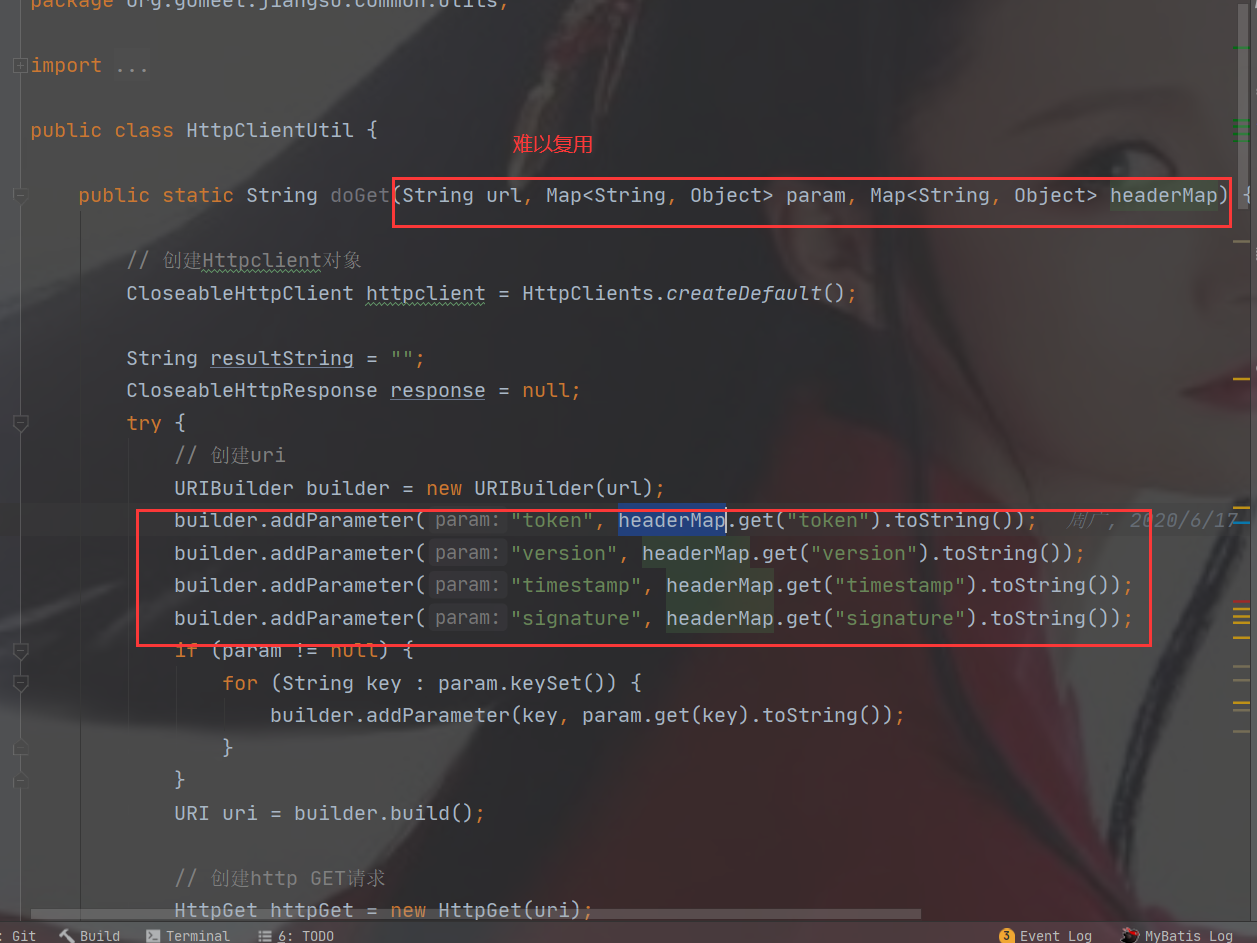 package org.gomeet.jiangsu.common.utils;
import ...
public class HttpClientUtil {
难以复用
public static String doGet(String url, Map<String, Object> param, Map<String, Object> headerMap) {
// 创建Httpclient对象
CloseableHttpClient httpclient = HttpClients.createDefault();
String resultString = "";
CloseableHttpResponse response = null;
try {
// 创建uri
URIBuilder builder = new URIBuilder(url);
builder.addParameter( param: "token", headerMap.get("token").toString()); 周广, 2020/6/17
builder.addParameter( param: "version", headerMap.get("version").toString());
builder.addParameter( param: "timestamp", headerMap.get("timestamp").toString());
builder.addParameter( param: "signature", headerMap.get("signature").toString());
if (param != null) {
for (String key : param.keySet()) {
builder.addParameter(key, param.get(key).toString());
}
}
URI uri = builder.build();
// 创建http GET请求
HttpGet httpGet = new HttpGet(uri);
: Git Build Terminal 6: TODO 3 Event Log MyBatis Log